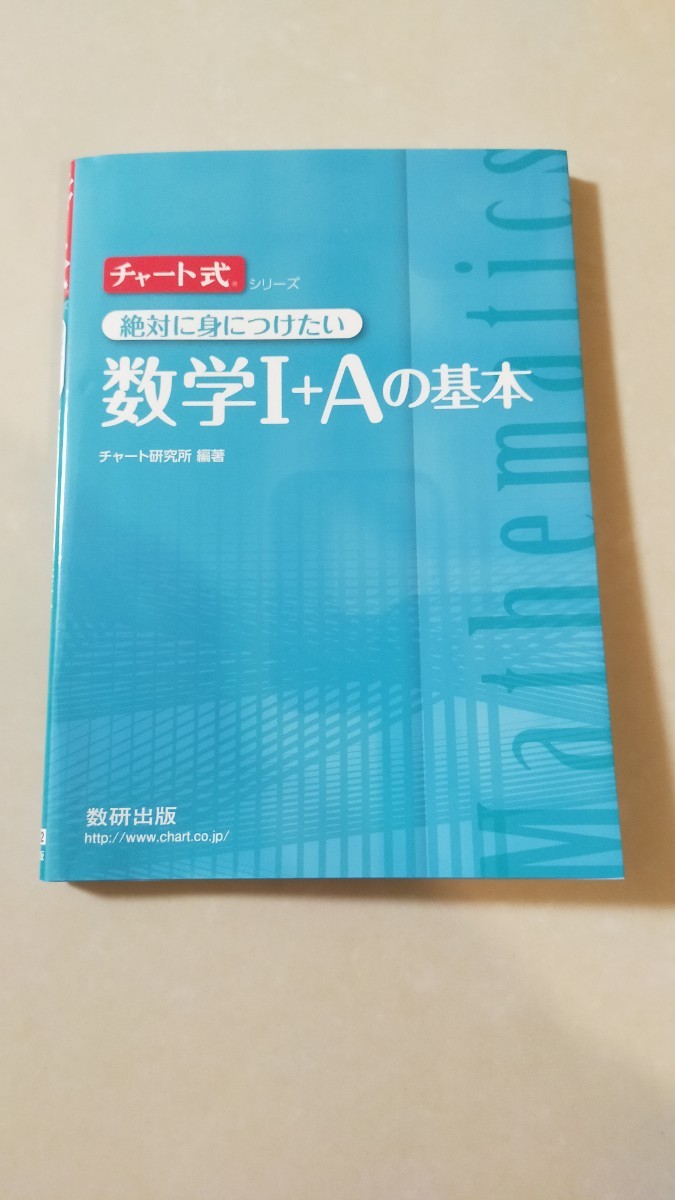 チャート式® シリーズ
絶対に身につけたい
数学I+Aの基本
チャート研究所 編著
Mathematics
数研出版
http://www.chart.co.jp/